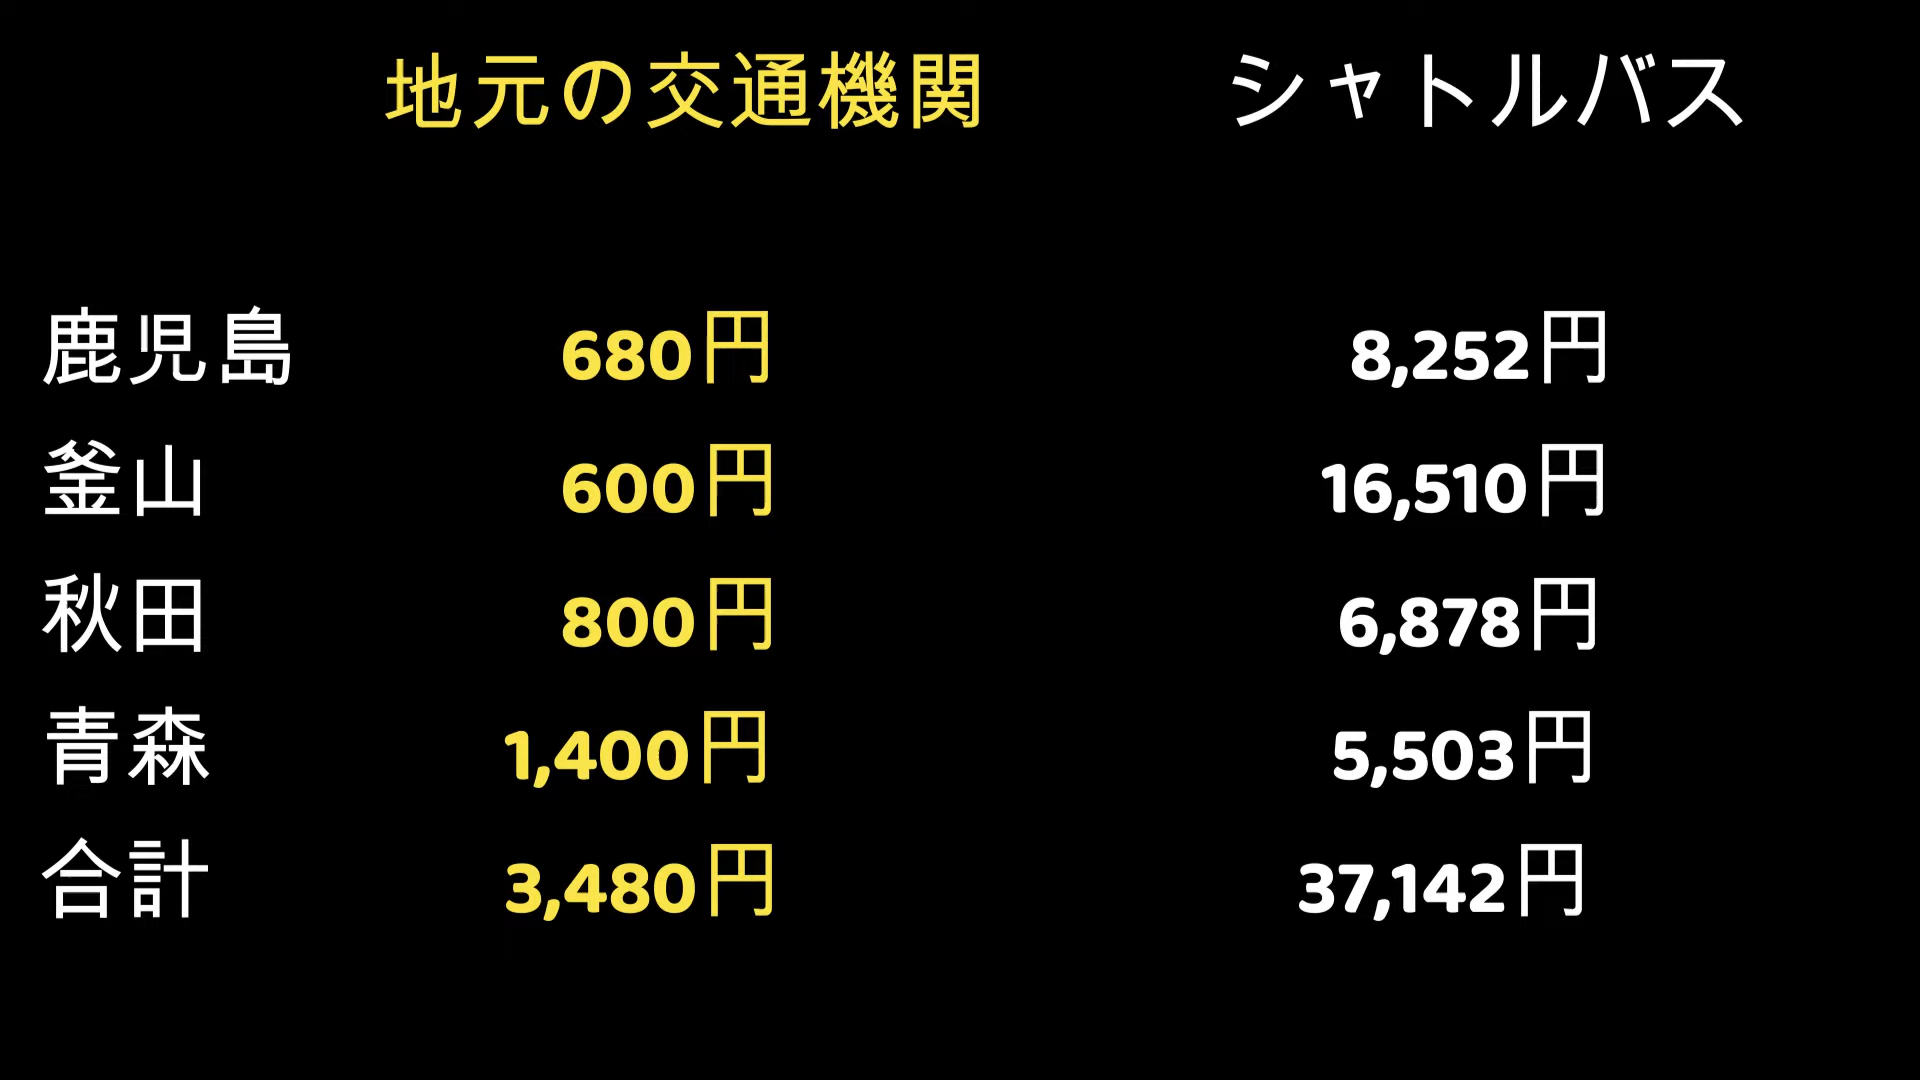 地元の交通機関 シャトルバス
鹿児島 680円 8,252円
釜山 600円 16,510円
秋田 800円 6,878円
青森 1,400円 5,503円
合計 3,480円 37,142円